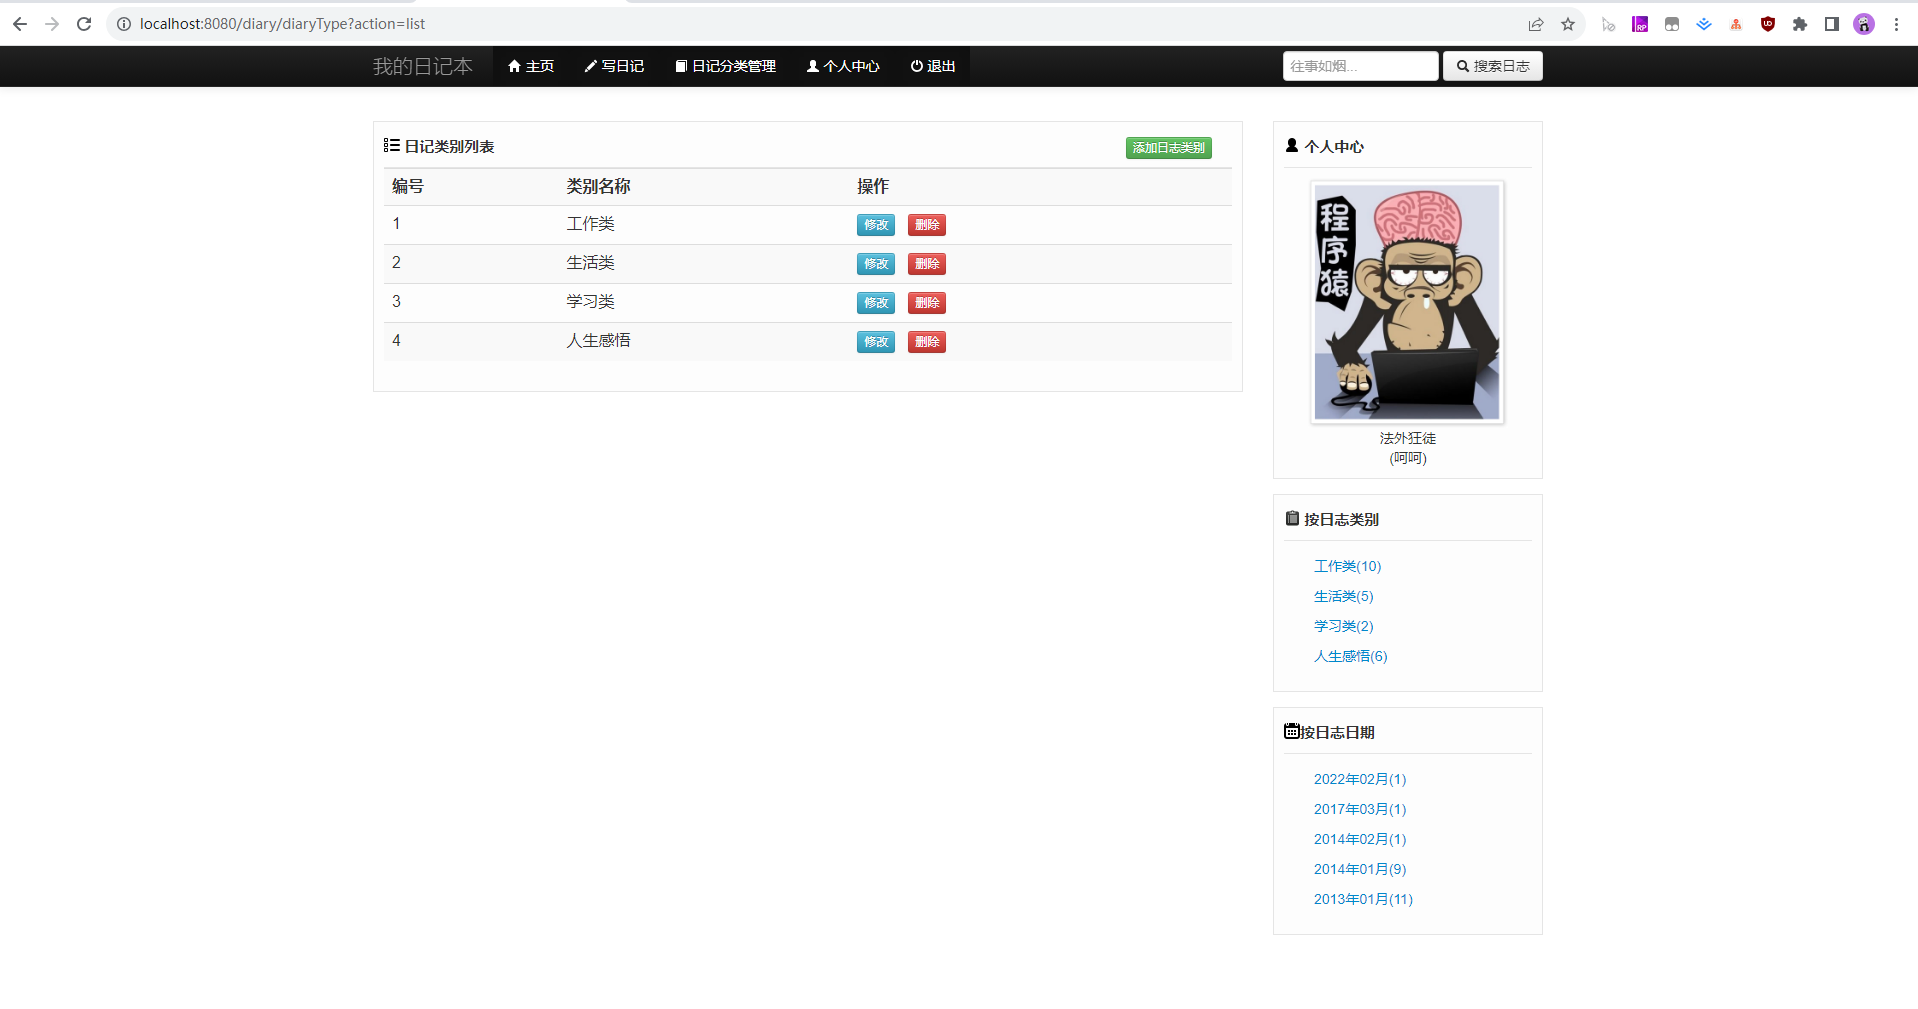 localhost:8080/diary/diaryType?action=list
我的日记本 主页 写日记 日记分类管理 个人中心 退出 往事如烟... 搜索日志
日记类别列表 添加日志类别
编号 类别名称 操作
1 工作类 修改 删除
2 生活类 修改 删除
3 学习类 修改 删除
4 人生感悟 修改 删除
个人中心
程序猿
法外狂徒
(呵呵)
按日志类别
工作类(10)
生活类(5)
学习类(2)
人生感悟(6)
按日志日期
2022年02月(1)
2017年03月(1)
2014年02月(1)
2014年01月(9)
2013年01月(11)